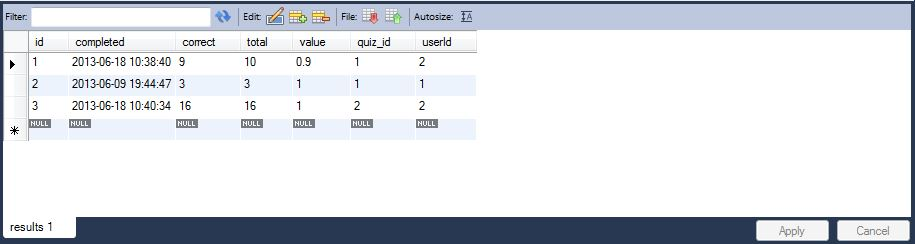 Filter: Edit: File: Autosize:
id completed correct total value quiz_id userId
1 2013-06-18 10:38:40 9 10 0.9 1 2
2 2013-06-09 19:44:47 3 3 1 1 1
3 2013-06-18 10:40:34 16 16 1 2 2
NULL NULL NULL NULL NULL NULL NULL
results 1 Apply Cancel